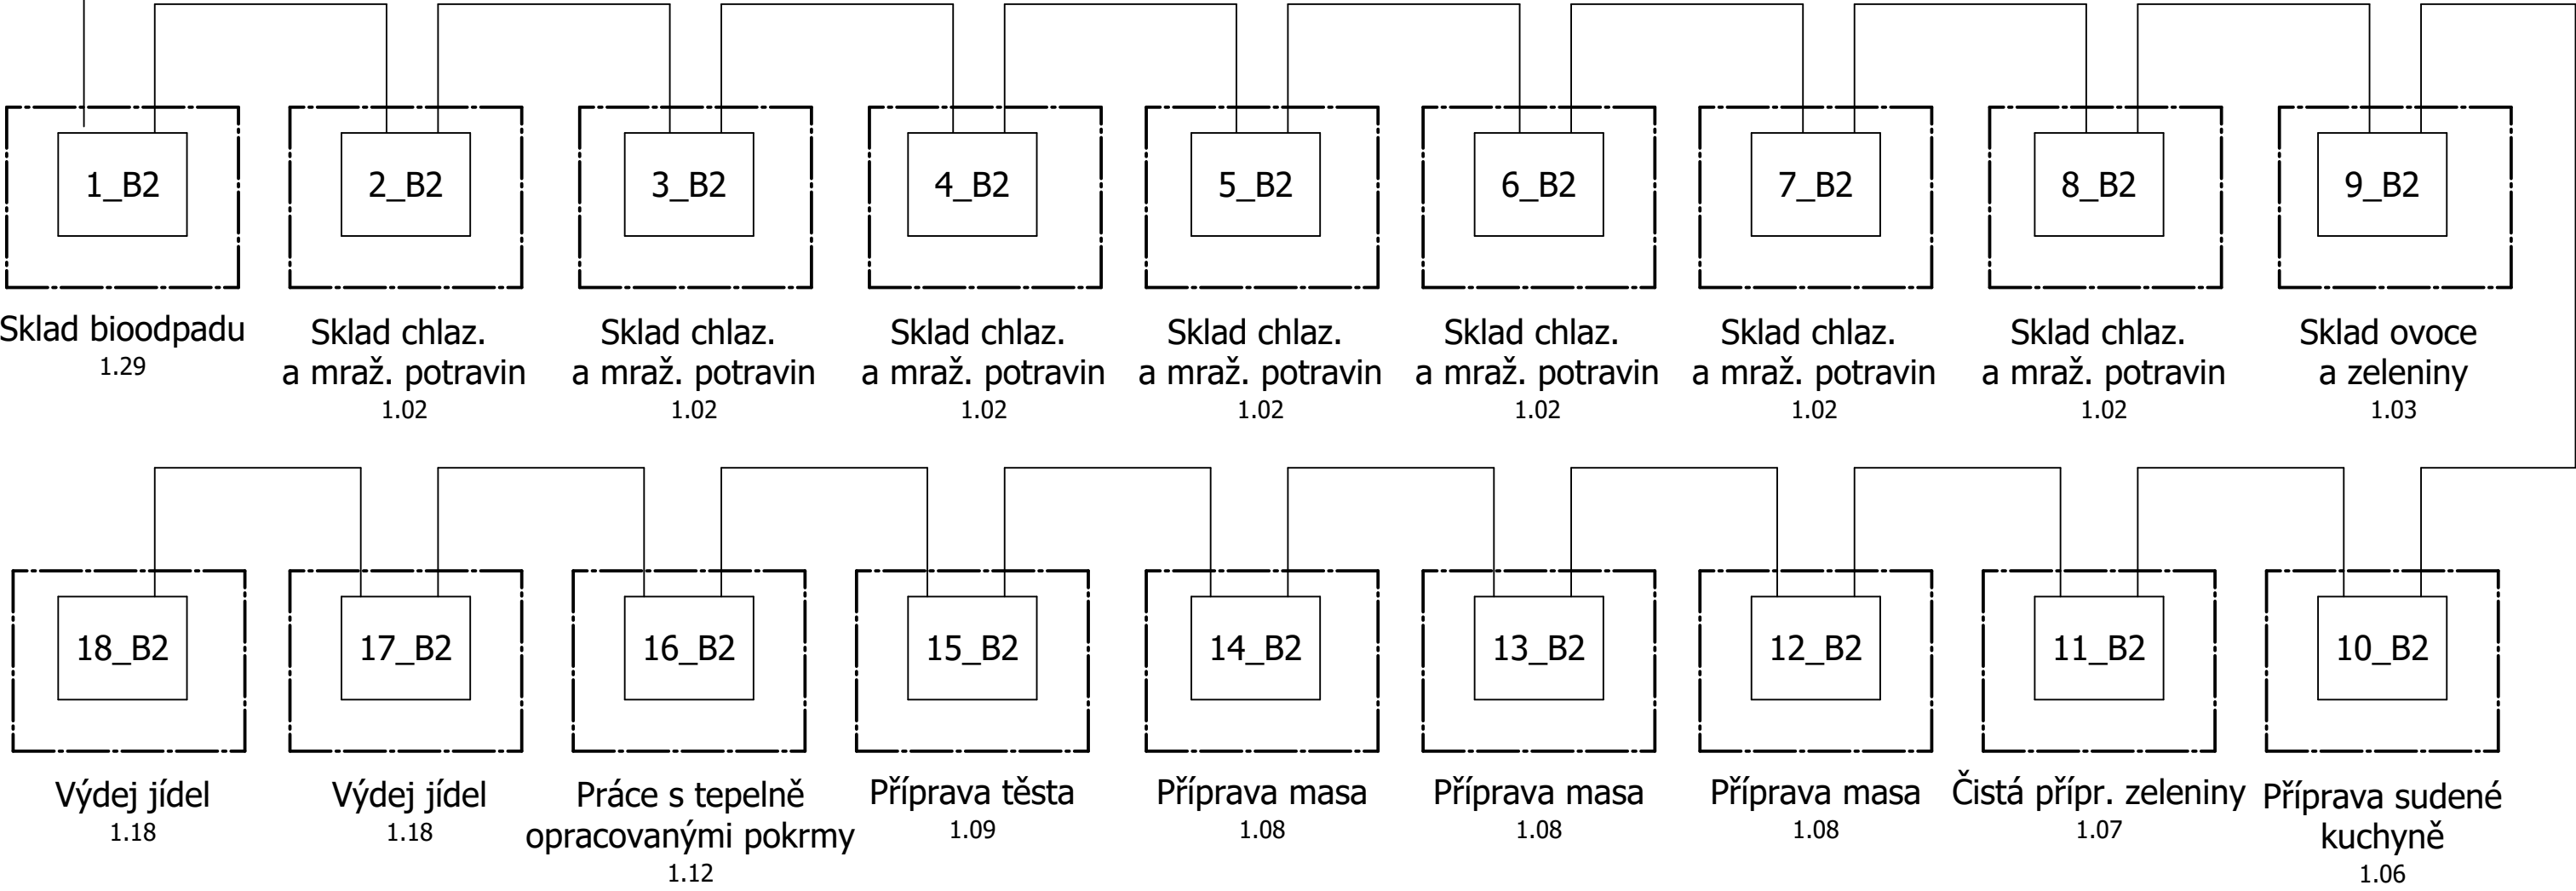 1_B2
2_B2
3_B2
4_B2
5_B2
6_B2
7_B2
8_B2
9_B2
Sklad bioodpadu
1.29
Sklad chlaz.
a mraž. potravin
1.02
Sklad chlaz.
a mraž. potravin
1.02
Sklad chlaz.
a mraž. potravin
1.02
Sklad chlaz.
a mraž. potravin
1.02
Sklad chlaz.
a mraž. potravin
1.02
Sklad chlaz.
a mraž. potravin
1.02
Sklad chlaz.
a mraž. potravin
1.02
Sklad ovoce
a zeleniny
1.03
18_B2
17_B2
16_B2
15_B2
14_B2
13_B2
12_B2
11_B2
10_B2
Výdej jídel
1.18
Výdej jídel
1.18
Práce s tepelně
opracovanými pokrmy
1.12
Příprava těsta
1.09
Příprava masa
1.08
Příprava masa
1.08
Příprava masa
1.08
Čistá přípr. zeleniny
1.07
Příprava sudené
kuchyně
1.06